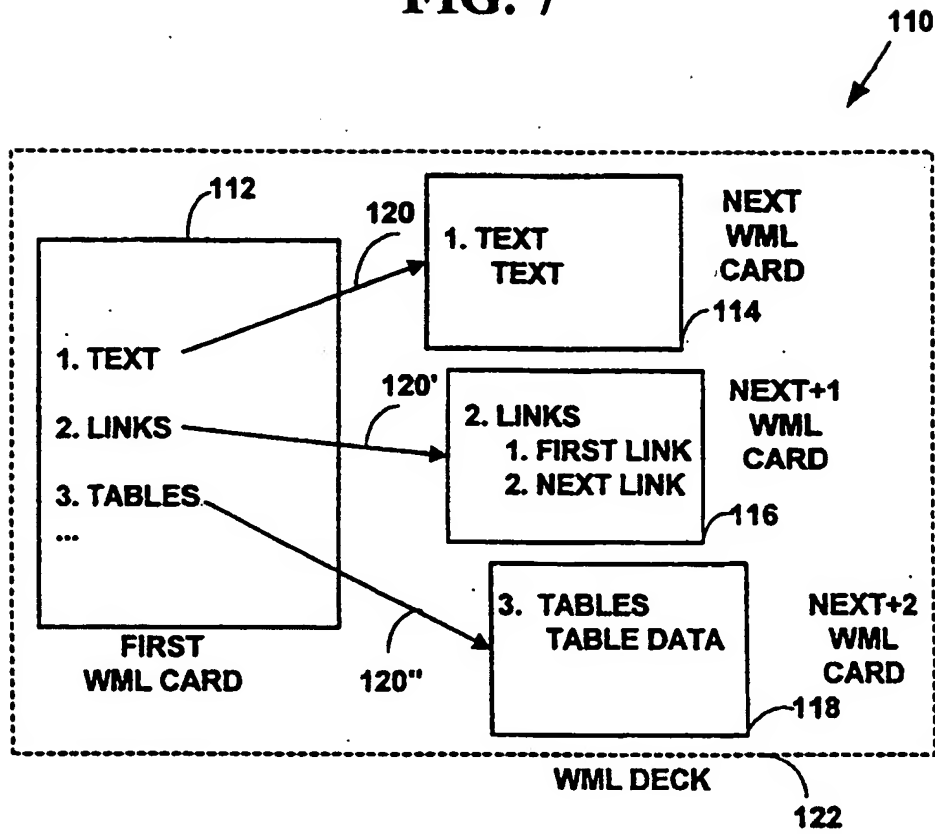 FIG. 7
110
112
120
1. TEXT
TEXT
NEXT
WML
CARD
114
1. TEXT
2. LINKS
3. TABLES
...
120'
2. LINKS
1. FIRST LINK
2. NEXT LINK
NEXT+1
WML
CARD
116
FIRST
WML CARD
120"
3. TABLES
TABLE DATA
NEXT+2
WML
CARD
118
WML DECK
122